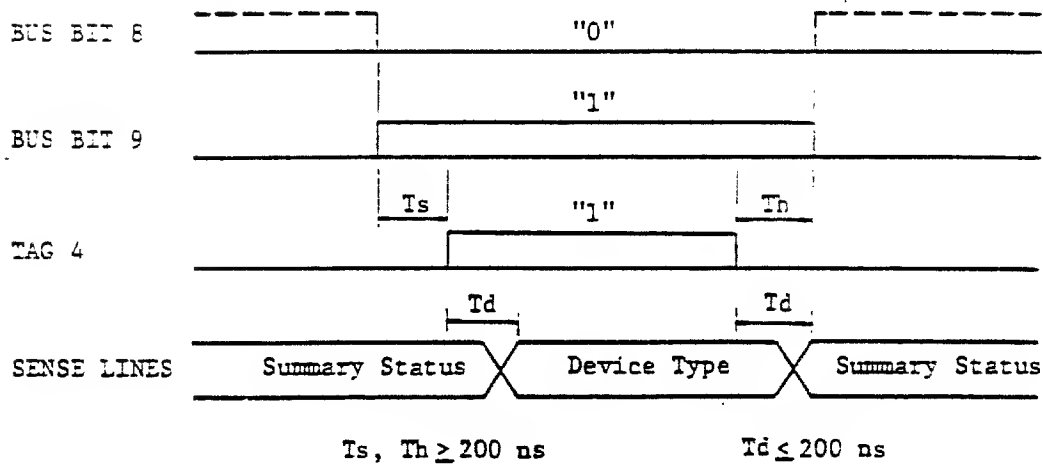 BUS BIT 8
"0"
"1"
BUS BIT 9
Ts
"1"
Th
TAG 4
Td
Td
SENSE LINES
Summary Status
Device Type
Summary Status
Ts, Th ≥ 200 ns
Td ≤ 200 ns